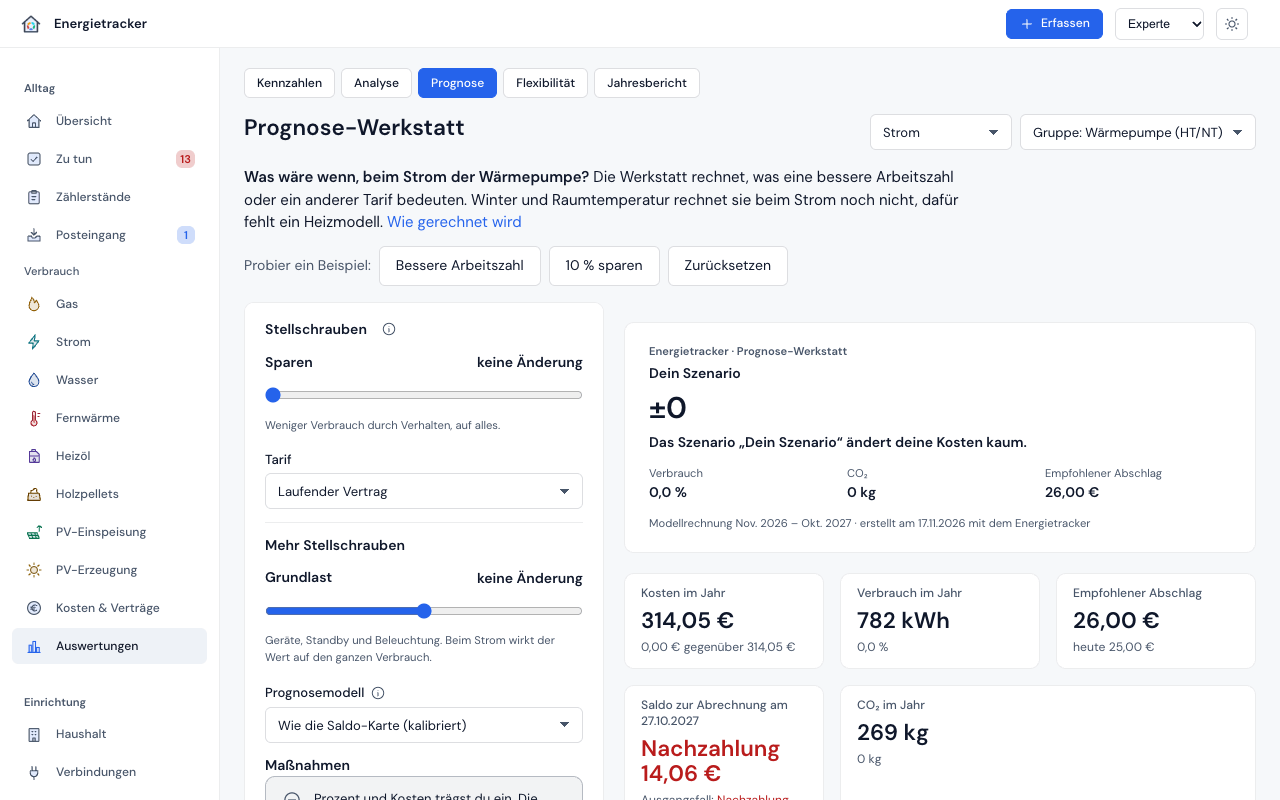 Energietracker
Erfassen
Experte
Alltag
Übersicht
Zu tun
13
Zählerstände
Posteingang
1
Verbrauch
Gas
Strom
Wasser
Fernwärme
Heizöl
Holzpellets
PV-Einspeisung
PV-Erzeugung
Kosten & Verträge
Auswertungen
Einrichtung
Haushalt
Verbindungen
Kennzahlen
Analyse
Prognose
Flexibilität
Jahresbericht
Prognose-Werkstatt
Strom
Gruppe: Wärmepumpe (HT/NT)
Was wäre wenn, beim Strom der Wärmepumpe? Die Werkstatt rechnet, was eine bessere Arbeitszahl
oder ein anderer Tarif bedeuten. Winter und Raumtemperatur rechnet sie beim Strom noch nicht, dafür
fehlt ein Heizmodell. Wie gerechnet wird
Probier ein Beispiel:
Bessere Arbeitszahl
10 % sparen
Zurücksetzen
Stellschrauben
Sparen
keine Änderung
Weniger Verbrauch durch Verhalten, auf alles.
Tarif
Laufender Vertrag
Mehr Stellschrauben
Grundlast
keine Änderung
Geräte, Standby und Beleuchtung. Beim Strom wirkt der
Wert auf den ganzen Verbrauch.
Prognosemodell
Wie die Saldo-Karte (kalibriert)
Maßnahmen
Prozent und Kosten trägst du ein. Die
Energietracker · Prognose-Werkstatt
Dein Szenario
±0
Das Szenario „Dein Szenario“ ändert deine Kosten kaum.
Verbrauch
0,0 %
CO₂
0 kg
Empfohlener Abschlag
26,00 €
Modellrechnung Nov. 2026 – Okt. 2027 · erstellt am 17.11.2026 mit dem Energietracker
Kosten im Jahr
314,05 €
0,00 € gegenüber 314,05 €
Verbrauch im Jahr
782 kWh
0,0 %
Empfohlener Abschlag
26,00 €
heute 25,00 €
Saldo zur Abrechnung am
27.10.2027
Nachzahlung
14,06 €
Ausgangsfall: Nachzahlung
CO₂ im Jahr
269 kg
0 kg